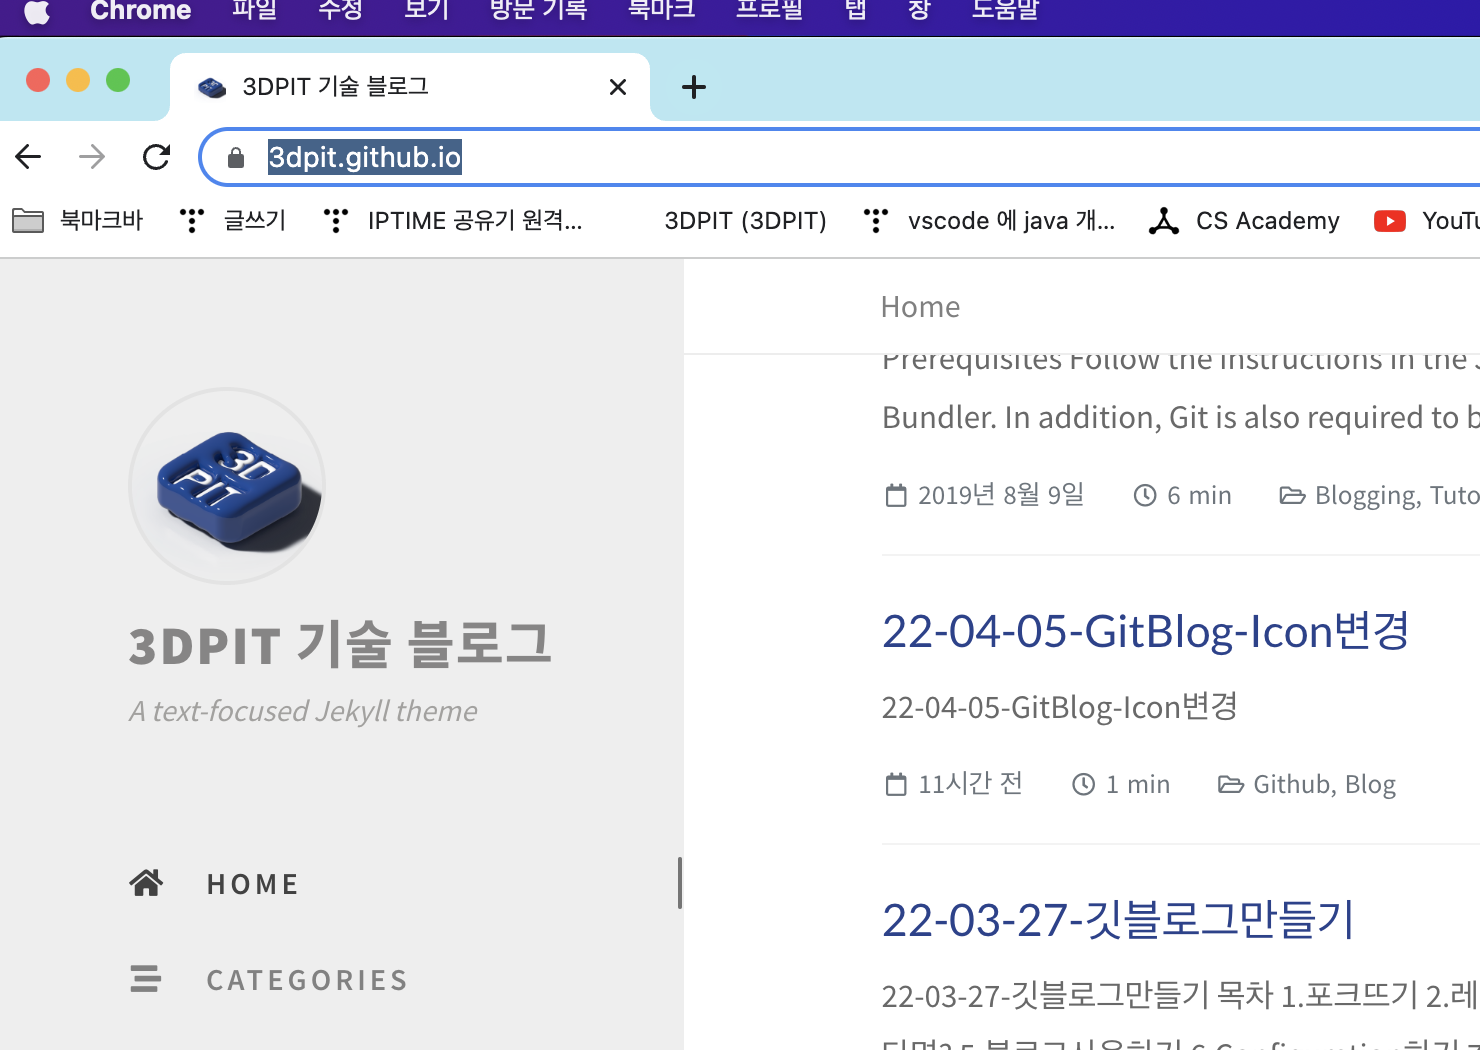 Chrome 파일 수정 보기 방문 기록 북마크 프로필 탭 창 도움말
3DPIT 기술 블로그
3dpit.github.io
북마크바 글쓰기 IPTIME 공유기 원격... 3DPIT (3DPIT) vscode 에 java 개... CS Academy YouTu
Home
Prerequisites Follow the instructions in the
Bundler. In addition, Git is also required to b
2019년 8월 9일 6 min Blogging, Tuto
3D
PIT
3DPIT 기술 블로그
A text-focused Jekyll theme
HOME
CATEGORIES
22-04-05-GitBlog-Icon변경
22-04-05-GitBlog-Icon변경
11시간 전 1 min Github, Blog
22-03-27-깃블로그만들기
22-03-27-깃블로그만들기 목차 1.포크뜨기 2.레